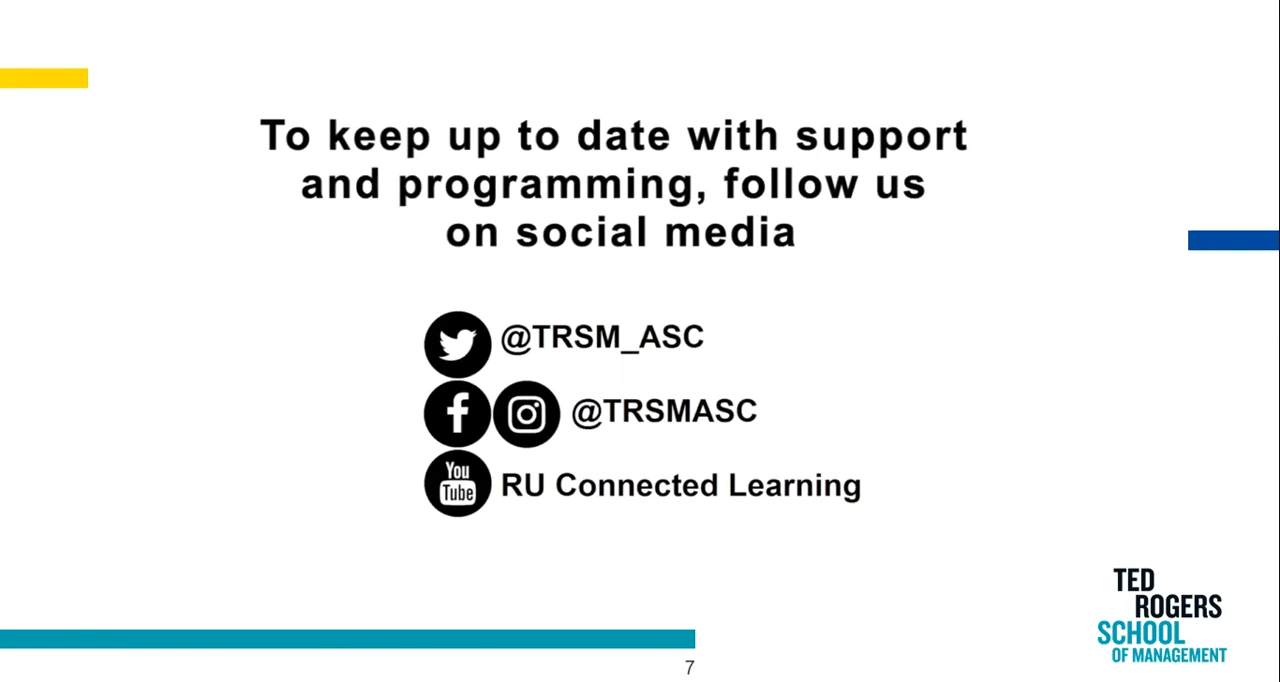 To keep up to date with support
and programming, follow us
on social media
@TRSM_ASC
@TRSMASC
You
Tube
RU Connected Learning
TED
ROGERS
SCHOOL
OF MANAGEMENT
7